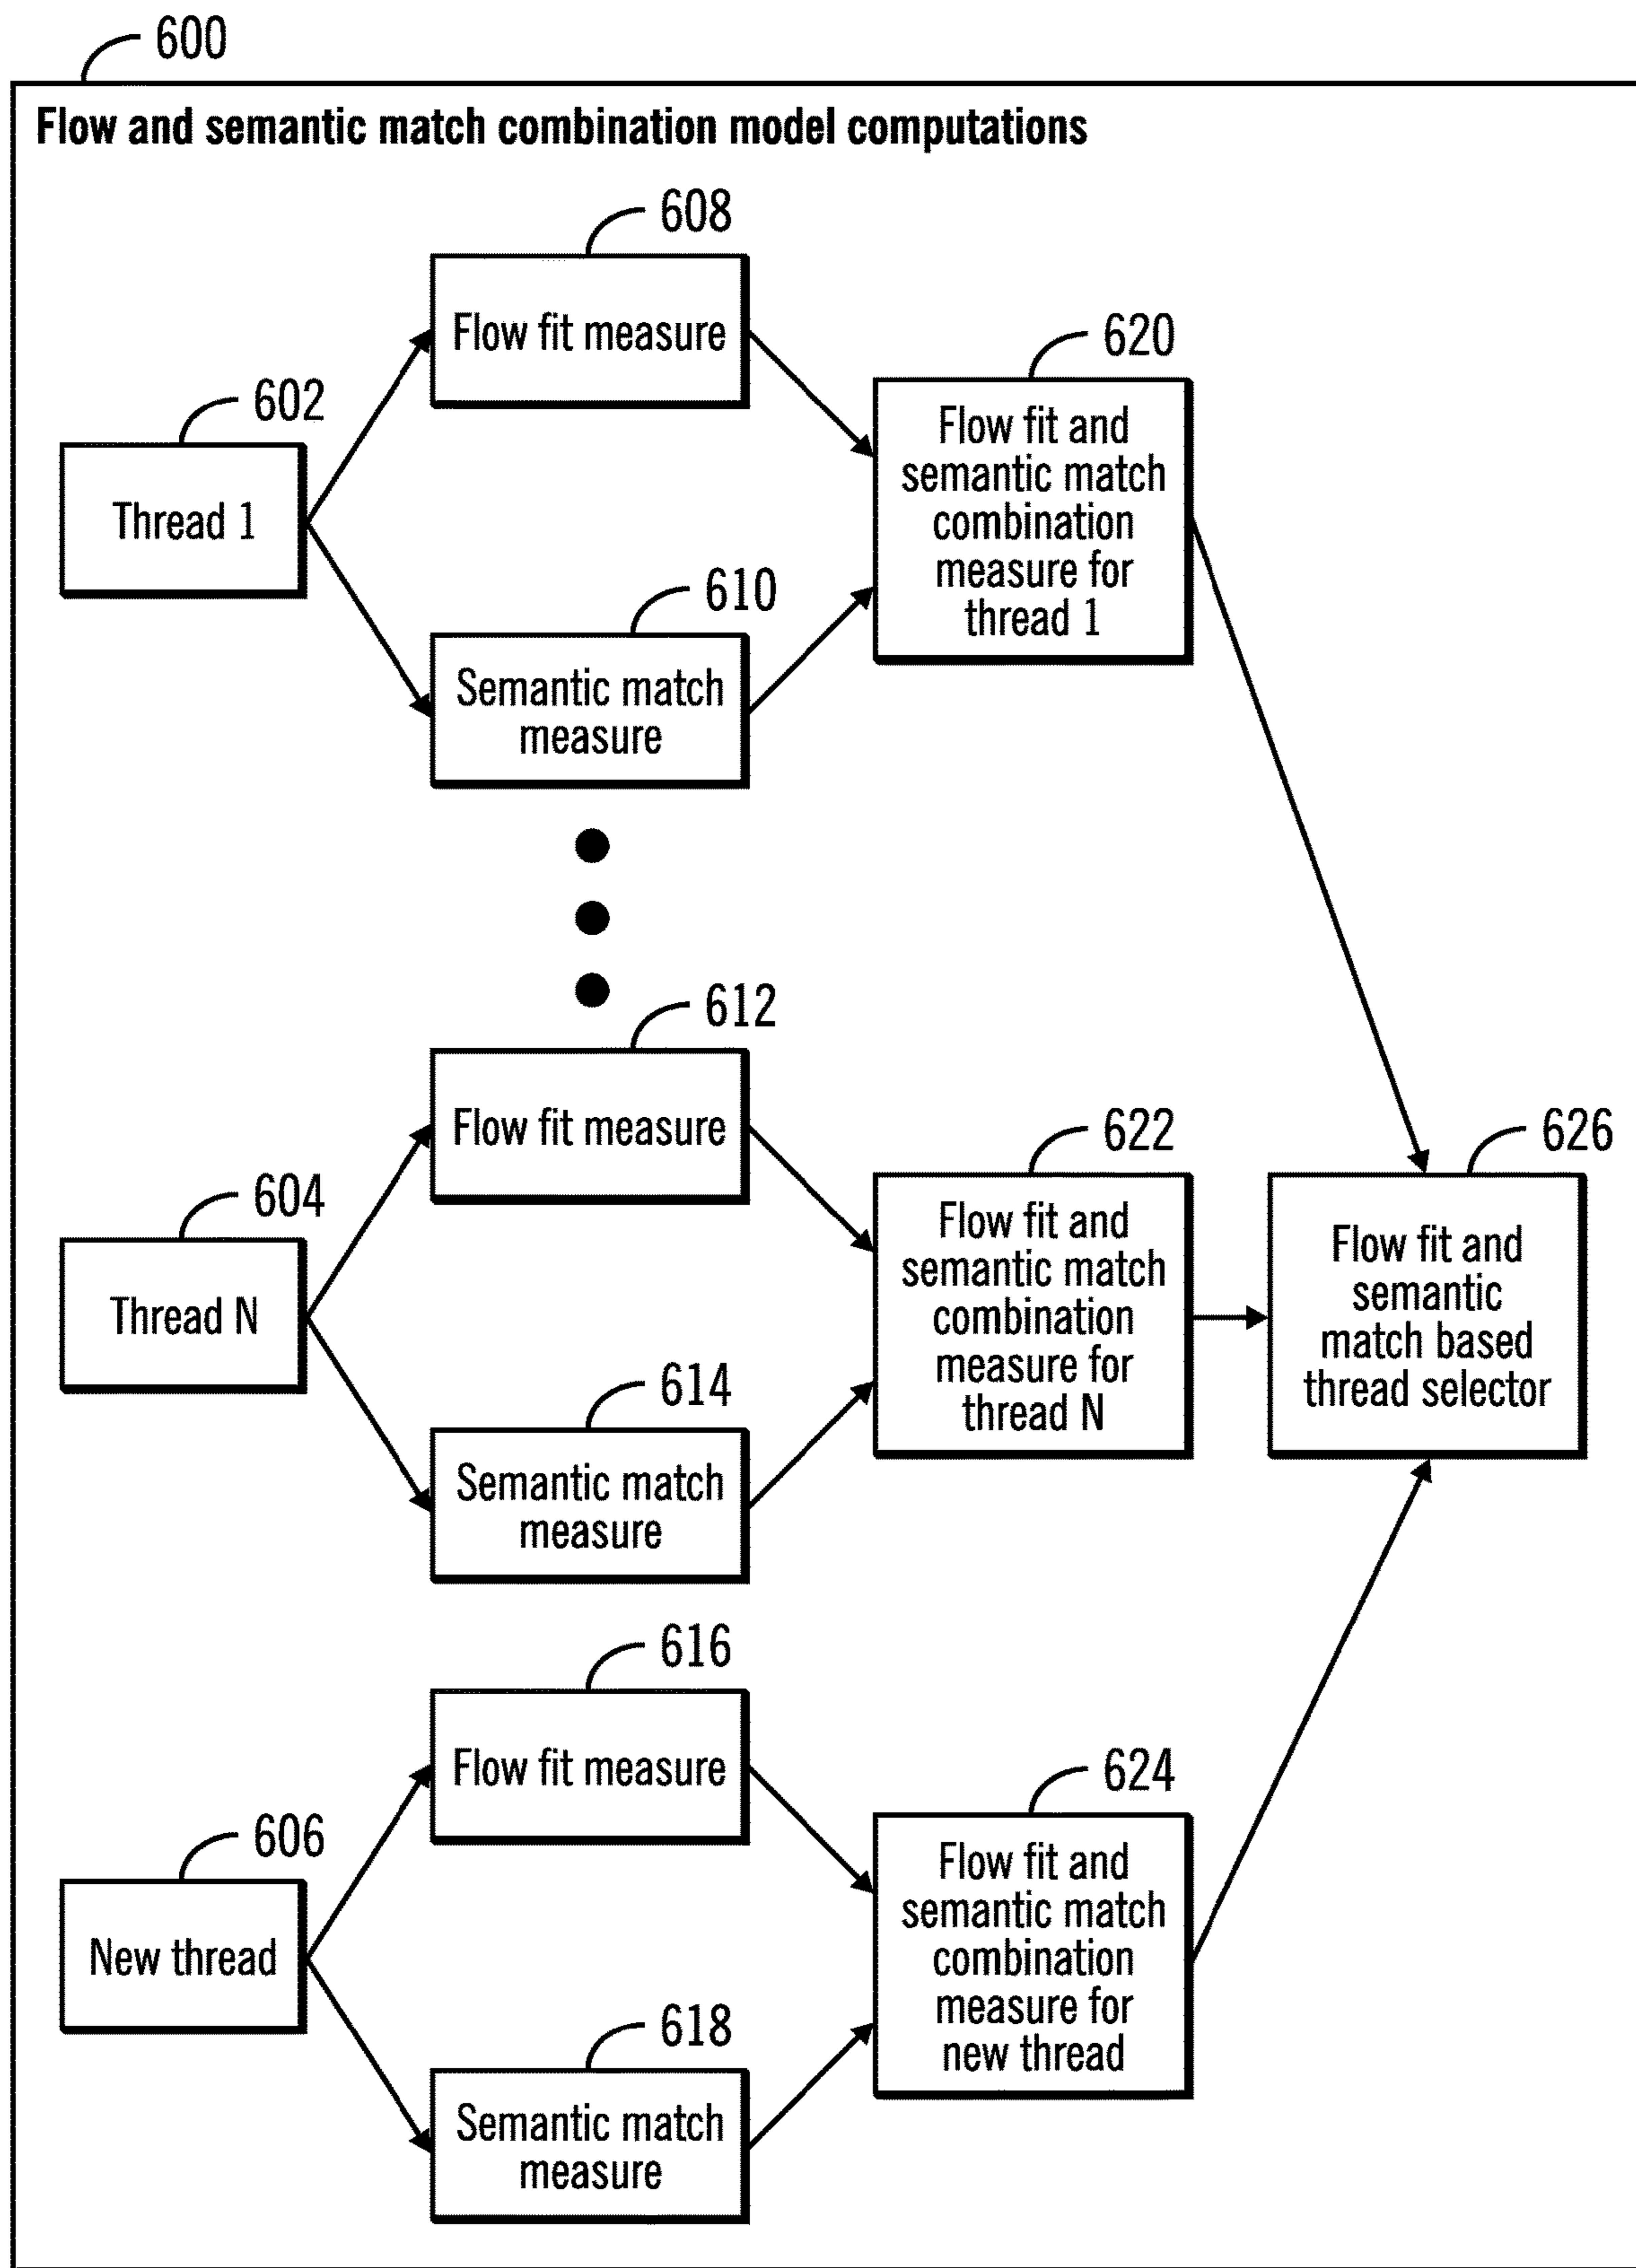 600
Flow and semantic match combination model computations
608
Flow fit measure
620
Flow fit and
semantic match
combination
measure for
thread 1
602
Thread 1
610
Semantic match
measure
612
Flow fit measure
622
Flow fit and
semantic match
combination
measure for
thread N
626
Flow fit and
semantic
match based
thread selector
604
Thread N
614
Semantic match
measure
616
Flow fit measure
624
Flow fit and
semantic match
combination
measure for
new thread
606
New thread
618
Semantic match
measure